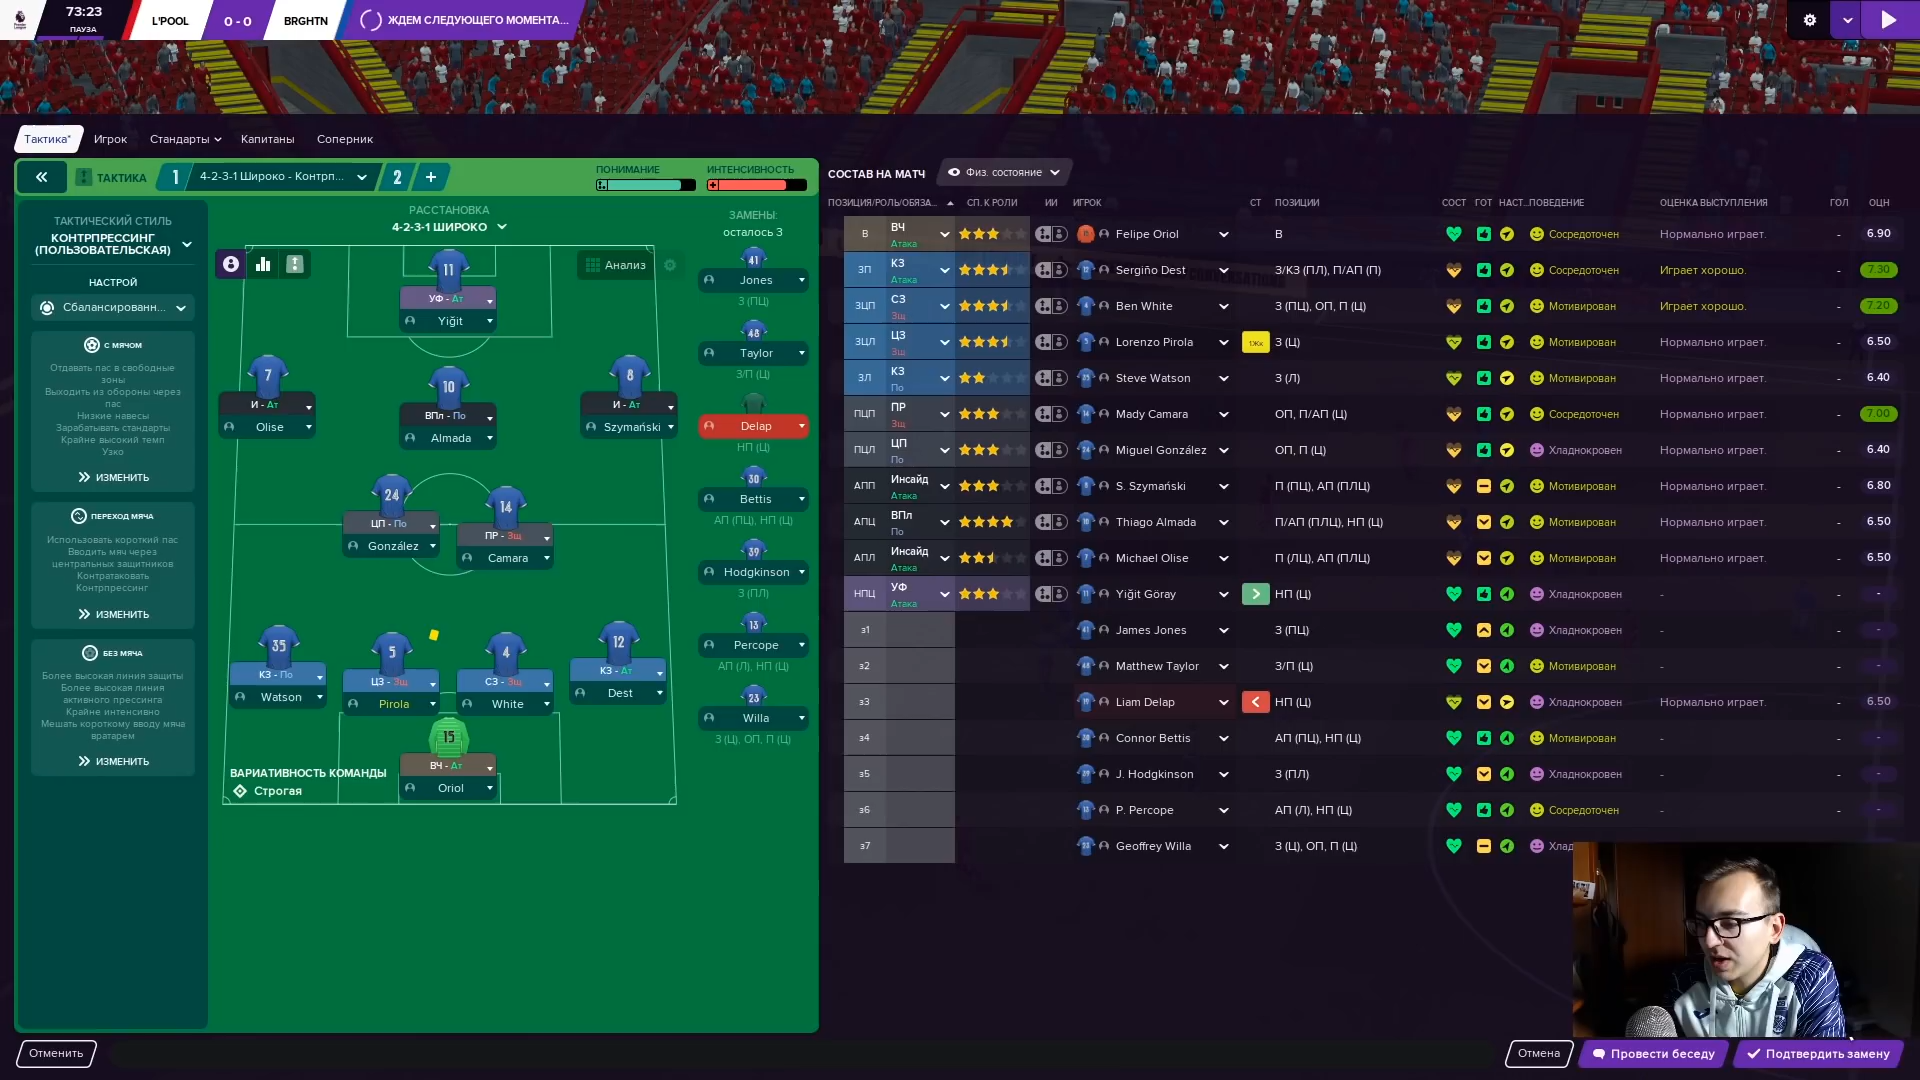 73:23
ПАУЗА
L'POOL
0 - 0
BRGHTN
ЖДЕМ СЛЕДУЮЩЕГО МОМЕНТА...
Тактика*
Игрок
Стандарты
Капитаны
Соперник
ТАКТИКА
1
4-2-3-1 Широко - Контрп...
2
+
ПОНИМАНИЕ
ИНТЕНСИВНОСТЬ
ТАКТИЧЕСКИЙ СТИЛЬ
КОНТРПРЕССИНГ
(ПОЛЬЗОВАТЕЛЬСКАЯ)
НАСТРОЙ
Сбалансированн...
С МЯЧОМ
Отдавать пас в свободные
зоны
Выходить из обороны через
пас
Низкие навесы
Зарабатывать стандарты
Крайне высокий темп
Узко
ИЗМЕНИТЬ
ПЕРЕХОД МЯЧА
Использовать короткий пас
Вводить мяч через
центральных защитников
Контратаковать
Контрпрессинг
ИЗМЕНИТЬ
БЕЗ МЯЧА
Более высокая линия защиты
Более высокая линия
активного прессинга
Крайне интенсивно
Мешать короткому вводу мяча
вратарем
ИЗМЕНИТЬ
РАССТАНОВКА
4-2-3-1 ШИРОКО
Анализ
11
УФ - Ат
Yiğit
7
И - Ат
Olise
10
ВПл - По
Almada
8
И - Ат
Szymański
24
ЦП - По
González
14
ПР - Зщ
Camara
35
КЗ - По
Watson
5
ЦЗ - Зщ
Pirola
4
СЗ - Зщ
White
12
КЗ - Ат
Dest
15
ВЧ - Ат
Oriol
ВАРИАТИВНОСТЬ КОМАНДЫ
Строгая
ЗАМЕНЫ:
осталось 3
41
Jones
З (ПЦ)
48
Taylor
З/П (Ц)
Delap
НП (Ц)
30
Bettis
АП (ПЦ), НП (Ц)
39
Hodgkinson
З (ПЛ)
13
Percope
АП (Л), НП (Ц)
23
Willa
З (Ц), ОП, П (Ц)
СОСТАВ НА МАТЧ
Физ. состояние
ПОЗИЦИЯ/РОЛЬ/ОБЯЗА... СП. К РОЛИ ИИ ИГРОК СТ ПОЗИЦИИ СОСТ ГОТ НАСТ... ПОВЕДЕНИЕ ОЦЕНКА ВЫСТУПЛЕНИЯ ГОЛ ОЦН
В ВЧ Атака Felipe Oriol В Сосредоточен Нормально играет. - 6.90
ЗП КЗ Атака Sergiño Dest З/КЗ (ПЛ), П/АП (П) Сосредоточен Играет хорошо. - 7.30
ЗЦП СЗ Зщ Ben White З (ПЦ), ОП, П (Ц) Мотивирован Играет хорошо. - 7.20
ЗЦЛ ЦЗ Зщ Lorenzo Pirola З (Ц) Мотивирован Нормально играет. - 6.50
ЗЛ КЗ По Steve Watson З (Л) Мотивирован Нормально играет. - 6.40
ПЦП ПР Зщ Mady Camara ОП, П/АП (Ц) Сосредоточен Нормально играет. - 7.00
ПЦЛ ЦП По Miguel González ОП, П (Ц) Хладнокровен Нормально играет. - 6.40
АПП Инсайд Атака S. Szymański П (ПЦ), АП (ПЛЦ) Мотивирован Нормально играет. - 6.80
АПЦ ВПл По Thiago Almada П/АП (ПЛЦ), НП (Ц) Мотивирован Нормально играет. - 6.50
АПЛ Инсайд Атака Michael Olise П (ЛЦ), АП (ПЛЦ) Мотивирован Нормально играет. - 6.50
НПЦ УФ Атака Yiğit Göray НП (Ц) Хладнокровен - -
з1 James Jones З (ПЦ) Хладнокровен - - -
з2 Matthew Taylor З/П (Ц) Мотивирован - - -
з3 Liam Delap НП (Ц) Хладнокровен Нормально играет. - 6.50
з4 Connor Bettis АП (ПЦ), НП (Ц) Мотивирован - - -
з5 J. Hodgkinson З (ПЛ) Хладнокровен - - -
з6 P. Percope АП (Л), НП (Ц) Сосредоточен - - -
з7 Geoffrey Willa З (Ц), ОП, П (Ц) Хлад
Отменить
Отмена
Провести беседу
Подтвердить замену